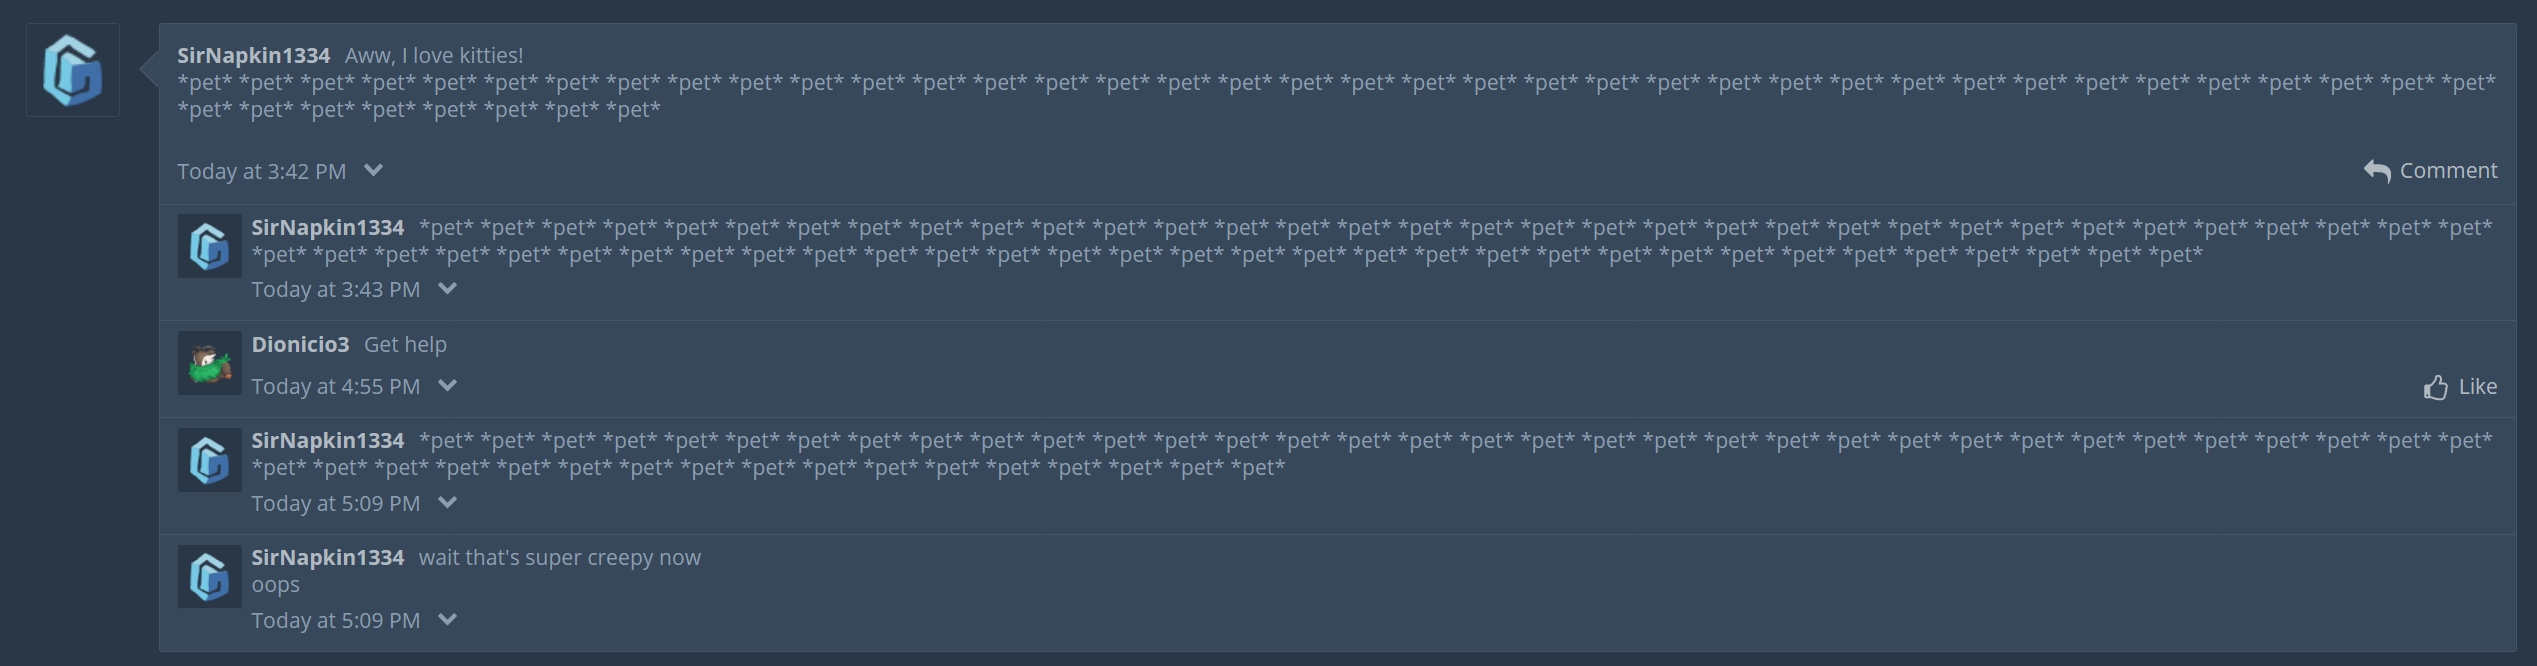 SirNapkin1334 Aww, I love kitties!
*pet* *pet* *pet* *pet* *pet* *pet* *pet* *pet* *pet* *pet* *pet* *pet* *pet* *pet* *pet* *pet* *pet* *pet* *pet* *pet* *pet* *pet* *pet* *pet* *pet* *pet* *pet* *pet* *pet* *pet* *pet* *pet* *pet* *pet* *pet* *pet* *pet* *pet*
*pet* *pet* *pet* *pet* *pet* *pet* *pet* *pet*
Today at 3:42 PM
Comment
SirNapkin1334 *pet* *pet* *pet* *pet* *pet* *pet* *pet* *pet* *pet* *pet* *pet* *pet* *pet* *pet* *pet* *pet* *pet* *pet* *pet* *pet* *pet* *pet* *pet* *pet* *pet* *pet* *pet* *pet* *pet* *pet* *pet* *pet* *pet* *pet*
*pet* *pet* *pet* *pet* *pet* *pet* *pet* *pet* *pet* *pet* *pet* *pet* *pet* *pet* *pet* *pet* *pet* *pet* *pet* *pet* *pet* *pet* *pet* *pet* *pet* *pet* *pet* *pet* *pet* *pet* *pet* *pet*
Today at 3:43 PM
Dionicio3 Get help
Today at 4:55 PM
Like
SirNapkin1334 *pet* *pet* *pet* *pet* *pet* *pet* *pet* *pet* *pet* *pet* *pet* *pet* *pet* *pet* *pet* *pet* *pet* *pet* *pet* *pet* *pet* *pet* *pet* *pet* *pet* *pet* *pet* *pet* *pet* *pet* *pet* *pet* *pet* *pet*
*pet* *pet* *pet* *pet* *pet* *pet* *pet* *pet* *pet* *pet* *pet* *pet* *pet* *pet* *pet* *pet* *pet*
Today at 5:09 PM
SirNapkin1334 wait that's super creepy now
oops
Today at 5:09 PM